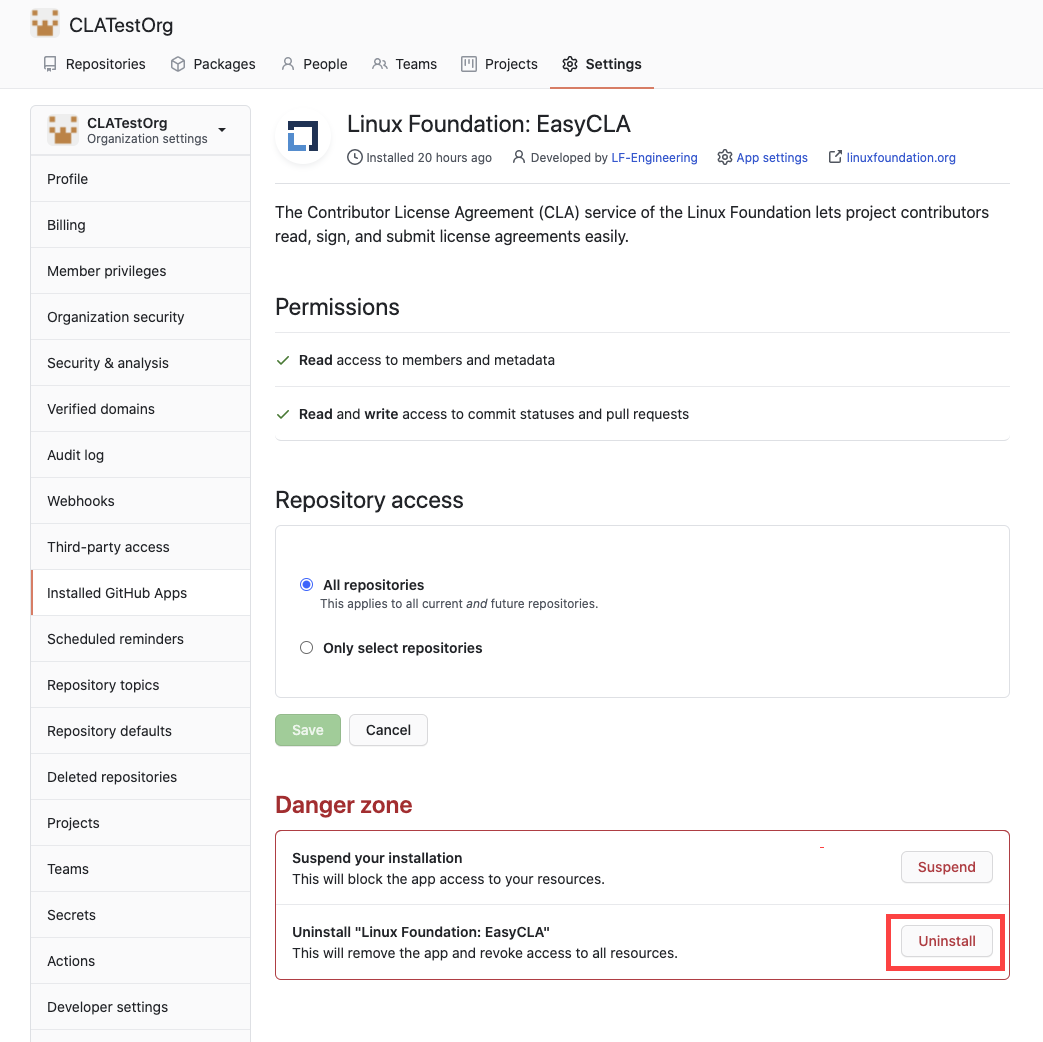 CLATestOrg
Repositories
Packages
People
Teams
Projects
Settings
CLATestOrg
Organization settings
Profile
Billing
Member privileges
Organization security
Security & analysis
Verified domains
Audit log
Webhooks
Third-party access
Installed GitHub Apps
Scheduled reminders
Repository topics
Repository defaults
Deleted repositories
Projects
Teams
Secrets
Actions
Developer settings
Linux Foundation: EasyCLA
Installed 20 hours ago
Developed by LF-Engineering
App settings
linuxfoundation.org
The Contributor License Agreement (CLA) service of the Linux Foundation lets project contributors
read, sign, and submit license agreements easily.
Permissions
Read access to members and metadata
Read and write access to commit statuses and pull requests
Repository access
All repositories
This applies to all current and future repositories.
Only select repositories
Save
Cancel
Danger zone
Suspend your installation
This will block the app access to your resources.
Suspend
Uninstall "Linux Foundation: EasyCLA"
This will remove the app and revoke access to all resources.
Uninstall